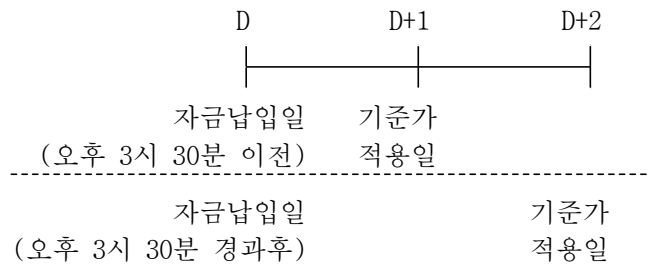 D D+1 D+2
자금납입일 기준가
(오후 3시 30분 이전) 적용일
자금납입일 기준가
(오후 3시 30분 경과후) 적용일